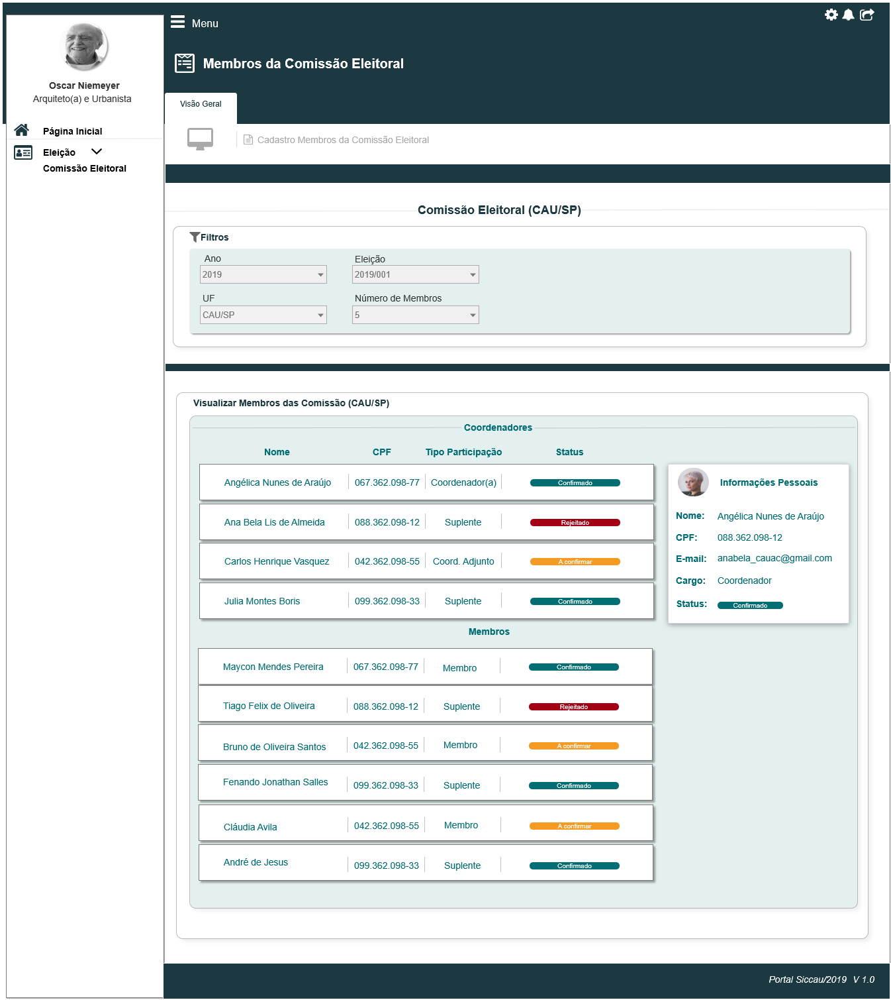 Menu
Membros da Comissão Eleitoral
Oscar Niemeyer
Arquiteto(a) e Urbanista
Página Inicial
Eleição
Comissão Eleitoral
Visão Geral
Cadastro Membros da Comissão Eleitoral
Comissão Eleitoral (CAU/SP)
Filtros
Ano
Eleição
2019
2019/001
UF
Número de Membros
CAU/SP
5
Visualizar Membros das Comissão (CAU/SP)
Coordenadores
Nome CPF Tipo Participação Status
Angélica Nunes de Araújo 067.362.098-77 Coordenador(a) Confirmado
Ana Bela Lis de Almeida 088.362.098-12 Suplente Rejeitado
Carlos Henrique Vasquez 042.362.098-55 Coord. Adjunto A confirmar
Julia Montes Boris 099.362.098-33 Suplente Confirmado
Informações Pessoais
Nome: Angélica Nunes de Araújo
CPF: 088.362.098-12
E-mail: anabela_cauac@gmail.com
Cargo: Coordenador
Status: Confirmado
Membros
Maycon Mendes Pereira 067.362.098-77 Membro Confirmado
Tiago Felix de Oliveira 088.362.098-12 Suplente Rejeitado
Bruno de Oliveira Santos 042.362.098-55 Membro A confirmar
Fenando Jonathan Salles 099.362.098-33 Suplente Confirmado
Cláudia Avila 042.362.098-55 Membro A confirmar
André de Jesus 099.362.098-33 Suplente Confirmado
Portal Siccau/2019 V 1.0